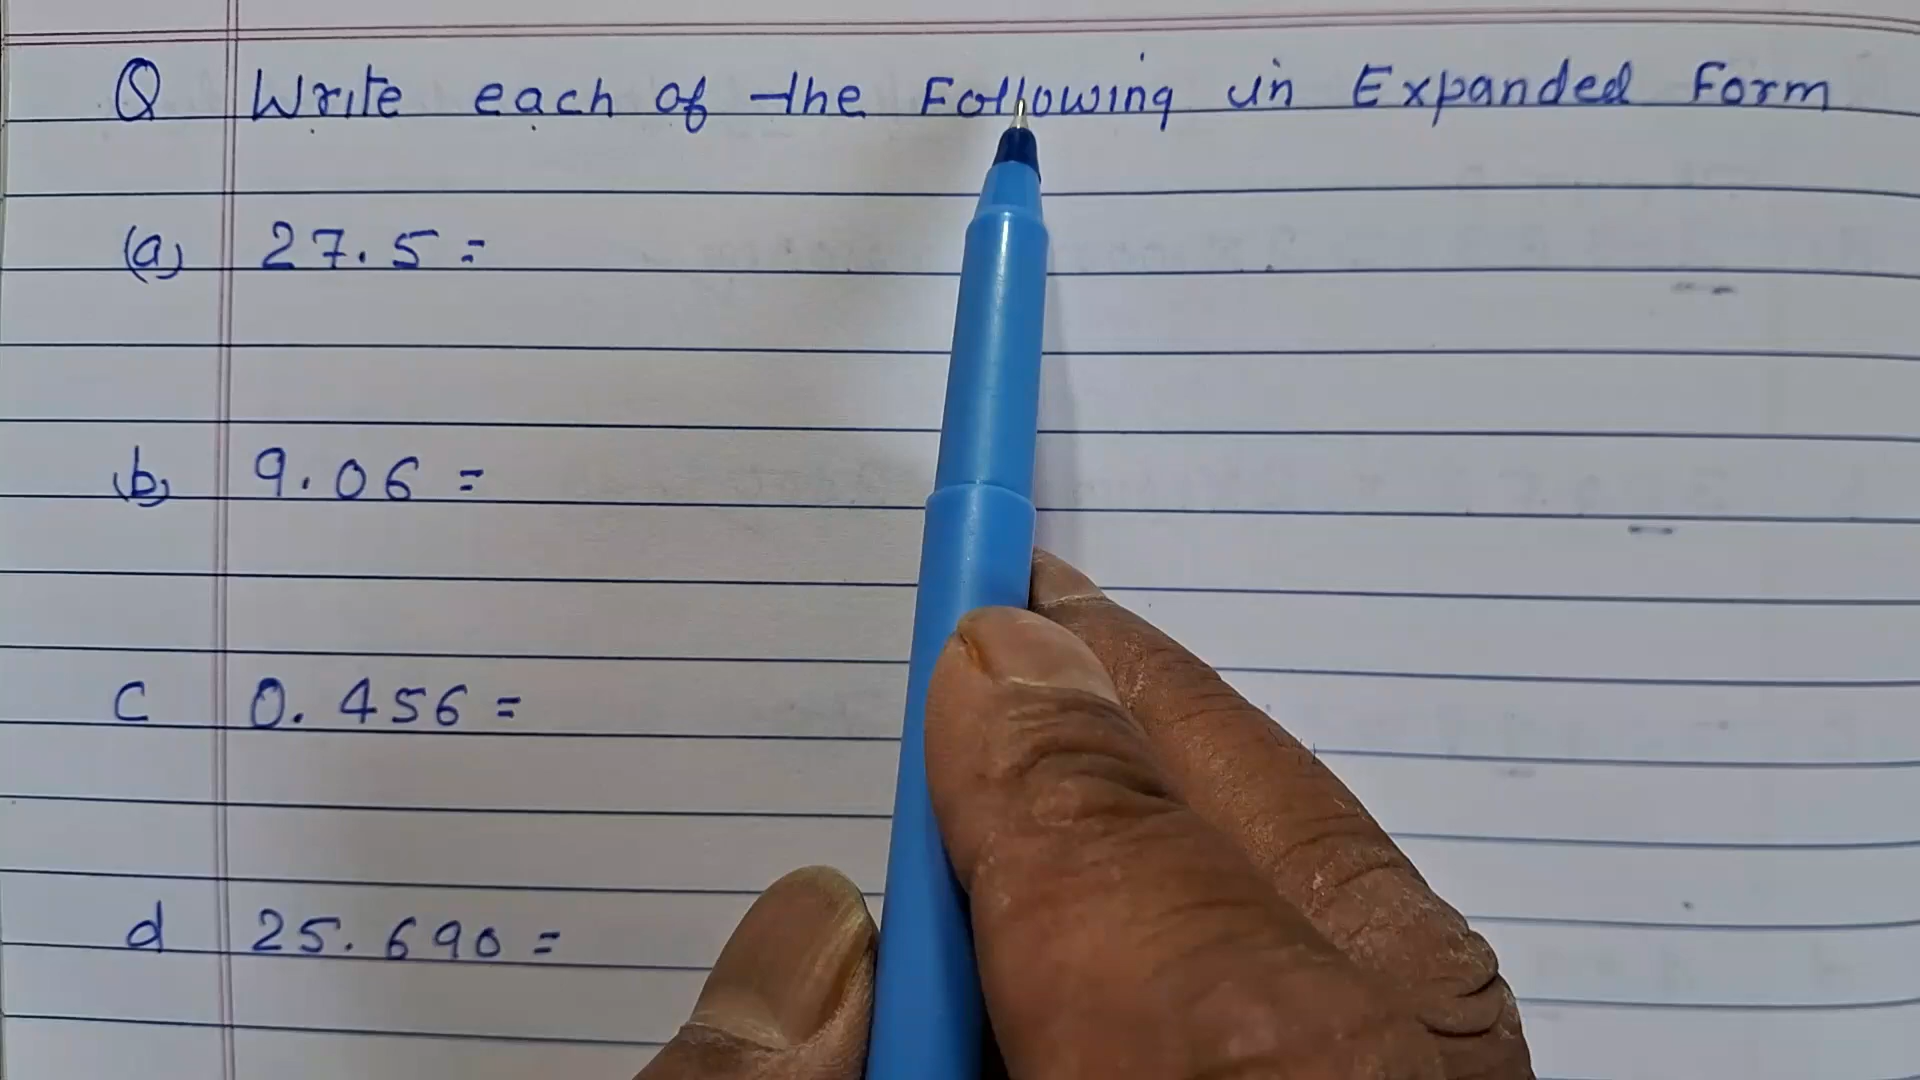 Q Write each of the Following in Expanded Form
(a) 27.5 =
(b) 9.06 =
c 0.456 =
d 25.690 =